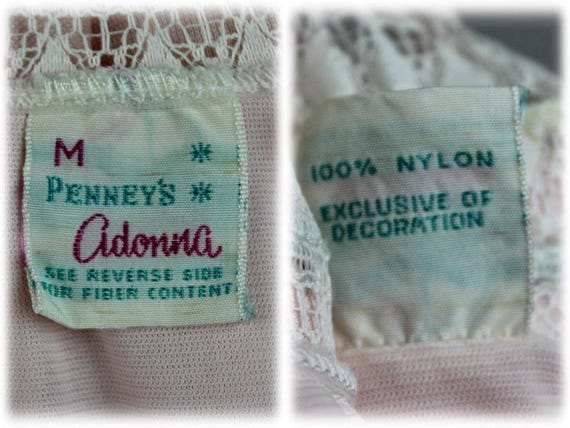 M *
PENNEY'S *
adonna
SEE REVERSE SIDE
FOR FIBER CONTENT
100% NYLON
EXCLUSIVE OF
DECORATION